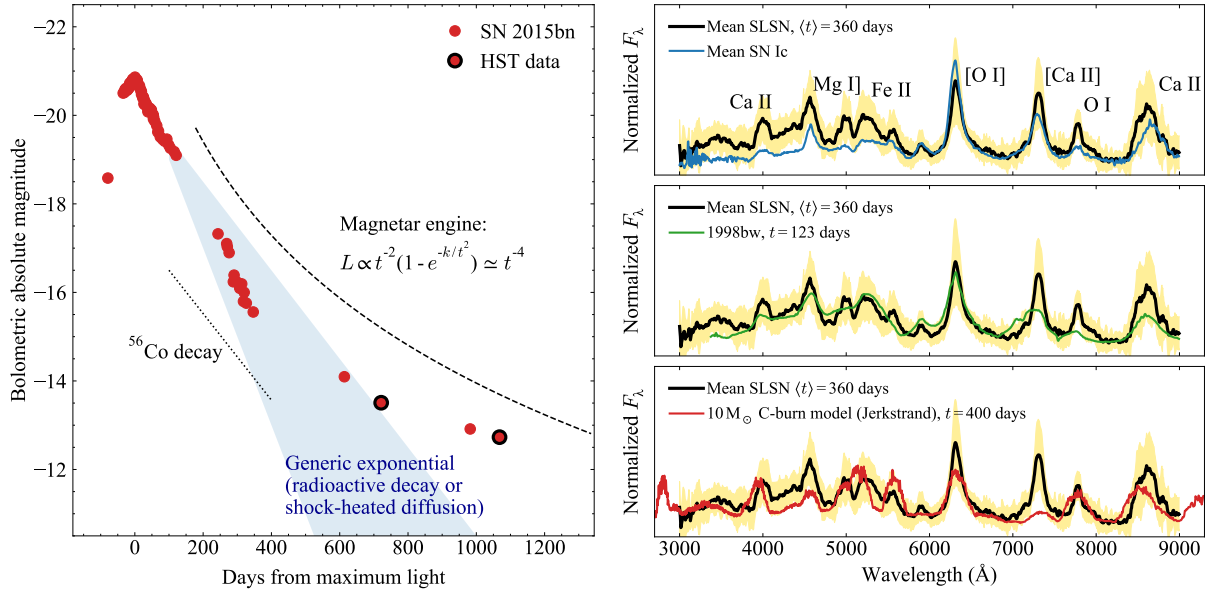 −22
−20
−18
−16
−14
−12
Bolometric absolute magnitude
SN 2015bn
HST data
Magnetar engine:
L ∝ t⁻² (1 - e^{-k/t²}) ≃ t⁻⁴
⁵⁶Co decay
Generic exponential
(radioactive decay or
shock-heated diffusion)
0 200 400 600 800 1000 1200
Days from maximum light
Normalized F_λ
Mean SLSN, ⟨t⟩ = 360 days
Mean SN Ic
Ca II
Mg I]
Fe II
[O I]
[Ca II]
O I
Ca II
Normalized F_λ
Mean SLSN, ⟨t⟩ = 360 days
1998bw, t = 123 days
Normalized F_λ
Mean SLSN ⟨t⟩ = 360 days
10 M_⊙ C-burn model (Jerkstrand), t = 400 days
3000 4000 5000 6000 7000 8000 9000
Wavelength (Å)